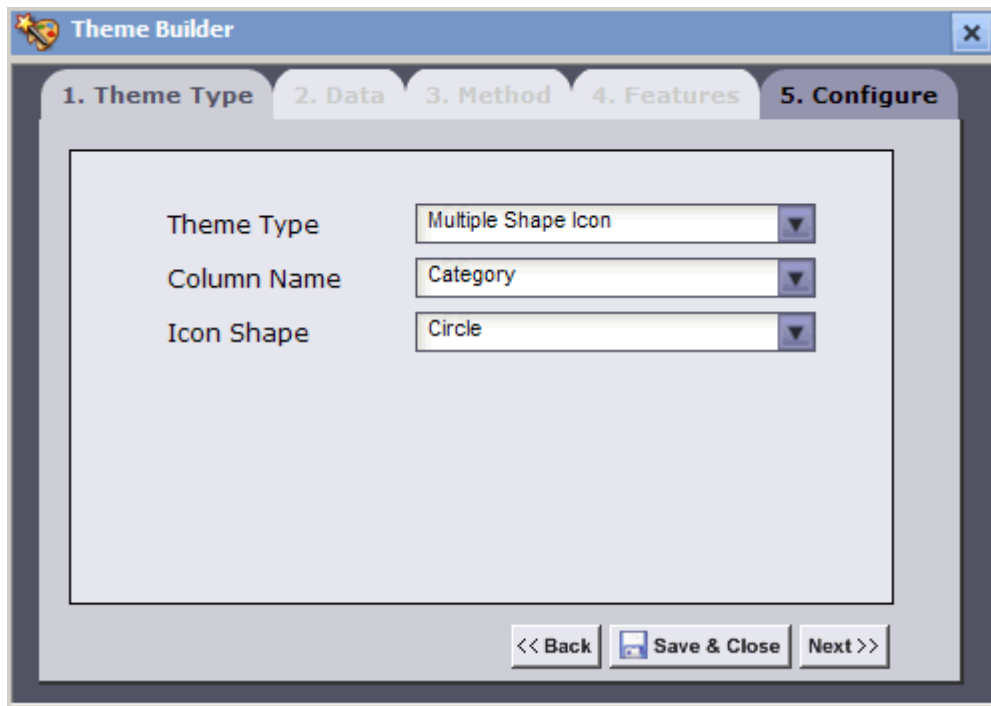 Theme Builder
1. Theme Type 2. Data 3. Method 4. Features 5. Configure
Theme Type Multiple Shape Icon
Column Name Category
Icon Shape Circle
<< Back Save & Close Next >>